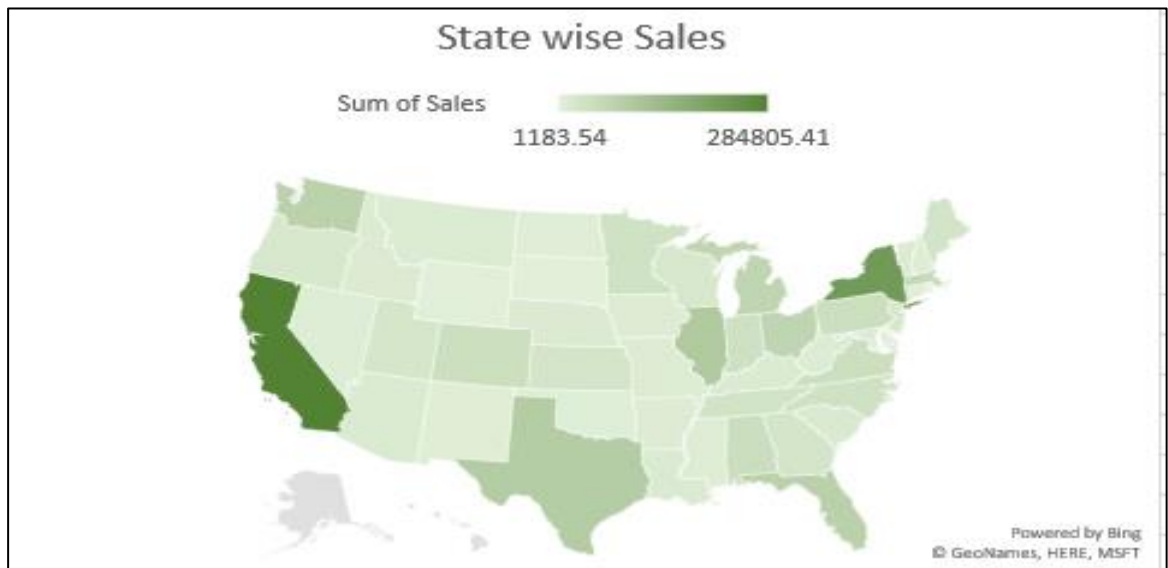 State wise Sales
Sum of Sales
1183.54 284805.41
Powered by Bing
© GeoNames, HERE, MSFT